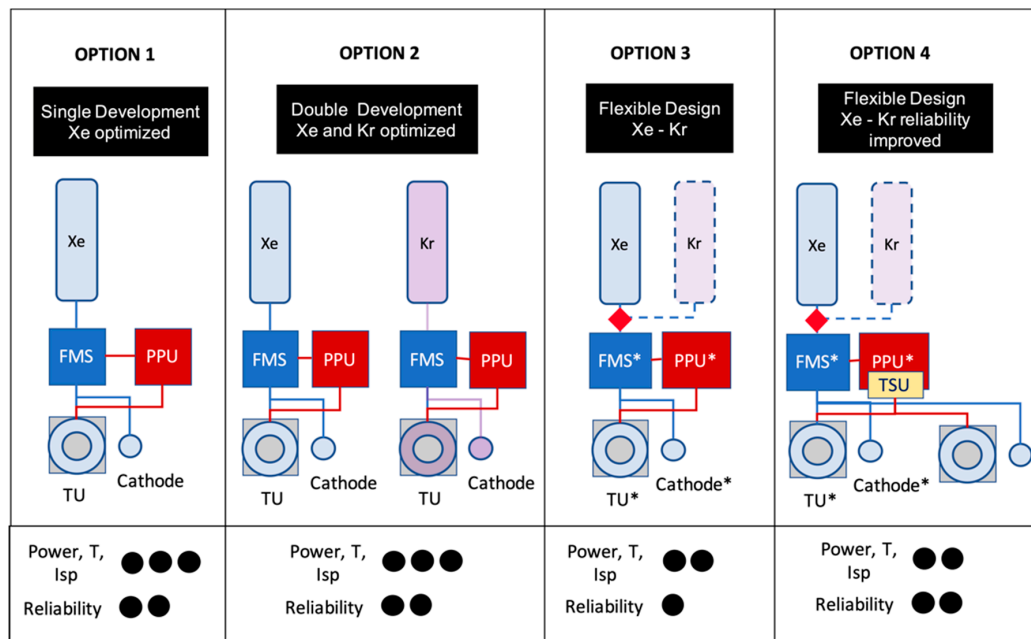 OPTION 1
Single Development
Xe optimized
Xe
FMS
PPU
Cathode
TU
Power, T,
Isp
Reliability
OPTION 2
Double Development
Xe and Kr optimized
Xe
Kr
FMS
PPU
FMS
PPU
Cathode
Cathode
TU
TU
Power, T,
Isp
Reliability
OPTION 3
Flexible Design
Xe - Kr
Xe
Kr
FMS*
PPU*
Cathode*
TU*
Power, T,
Isp
Reliability
OPTION 4
Flexible Design
Xe - Kr reliability
improved
Xe
Kr
FMS*
PPU*
TSU
Cathode*
TU*
Power, T,
Isp
Reliability